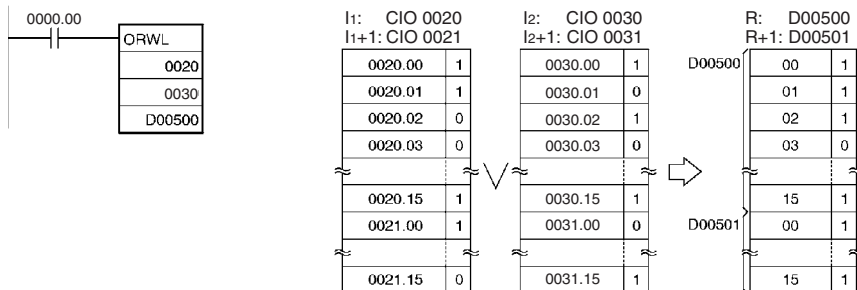 0000.00
ORWL
0020
0030
D00500
I1: CIO 0020
I1+1: CIO 0021
0020.00 1
0020.01 1
0020.02 0
0020.03 0
0020.15 1
0021.00 1
0021.15 0
I2: CIO 0030
I2+1: CIO 0031
0030.00 1
0030.01 0
0030.02 1
0030.03 0
0030.15 1
0031.00 0
0031.15 1
R: D00500
R+1: D00501
D00500
00 1
01 1
02 1
03 0
15 1
D00501
00 1
15 1